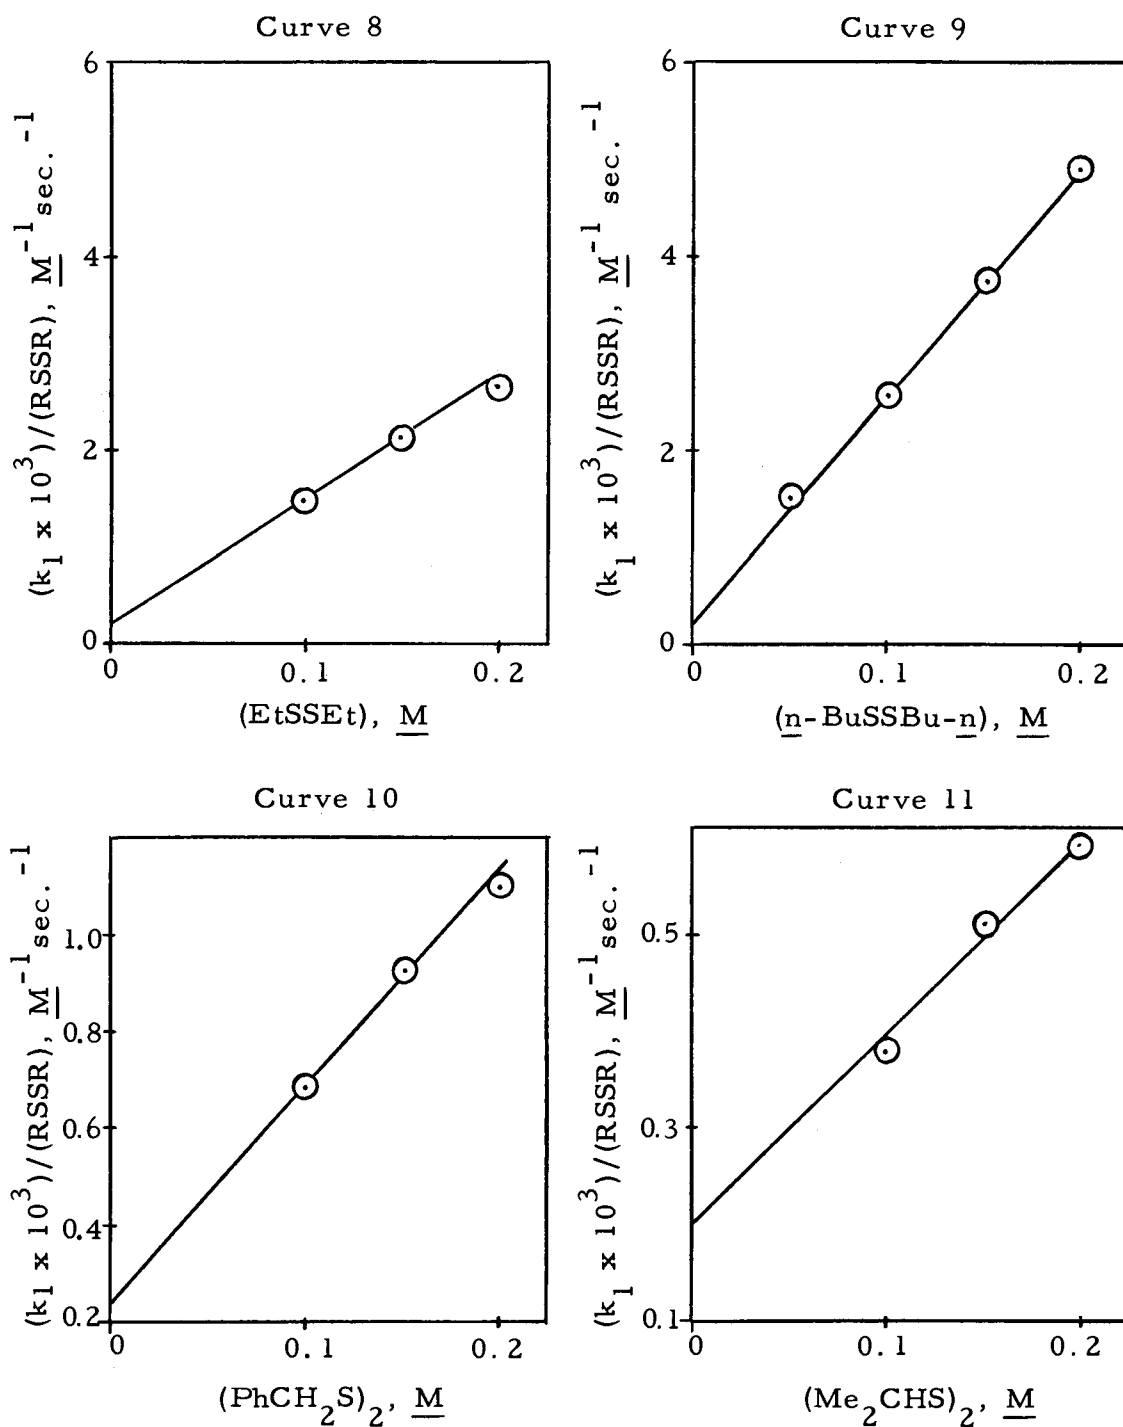 Curve 8
6
4
2
0
0 0.1 0.2
(k1 x 10^3)/(RSSR), M^-1 sec.^-1
(EtSSEt), M
Curve 9
6
4
2
0
0 0.1 0.2
(k1 x 10^3)/(RSSR), M^-1 sec.^-1
(n-BuSSBu-n), M
Curve 10
1.0
0.8
0.6
0.4
0.2
0 0.1 0.2
(k1 x 10^3)/(RSSR), M^-1 sec.^-1
(PhCH2S)2, M
Curve 11
0.5
0.3
0.1
0 0.1 0.2
(k1 x 10^3)/(RSSR), M^-1 sec.^-1
(Me2CHS)2, M